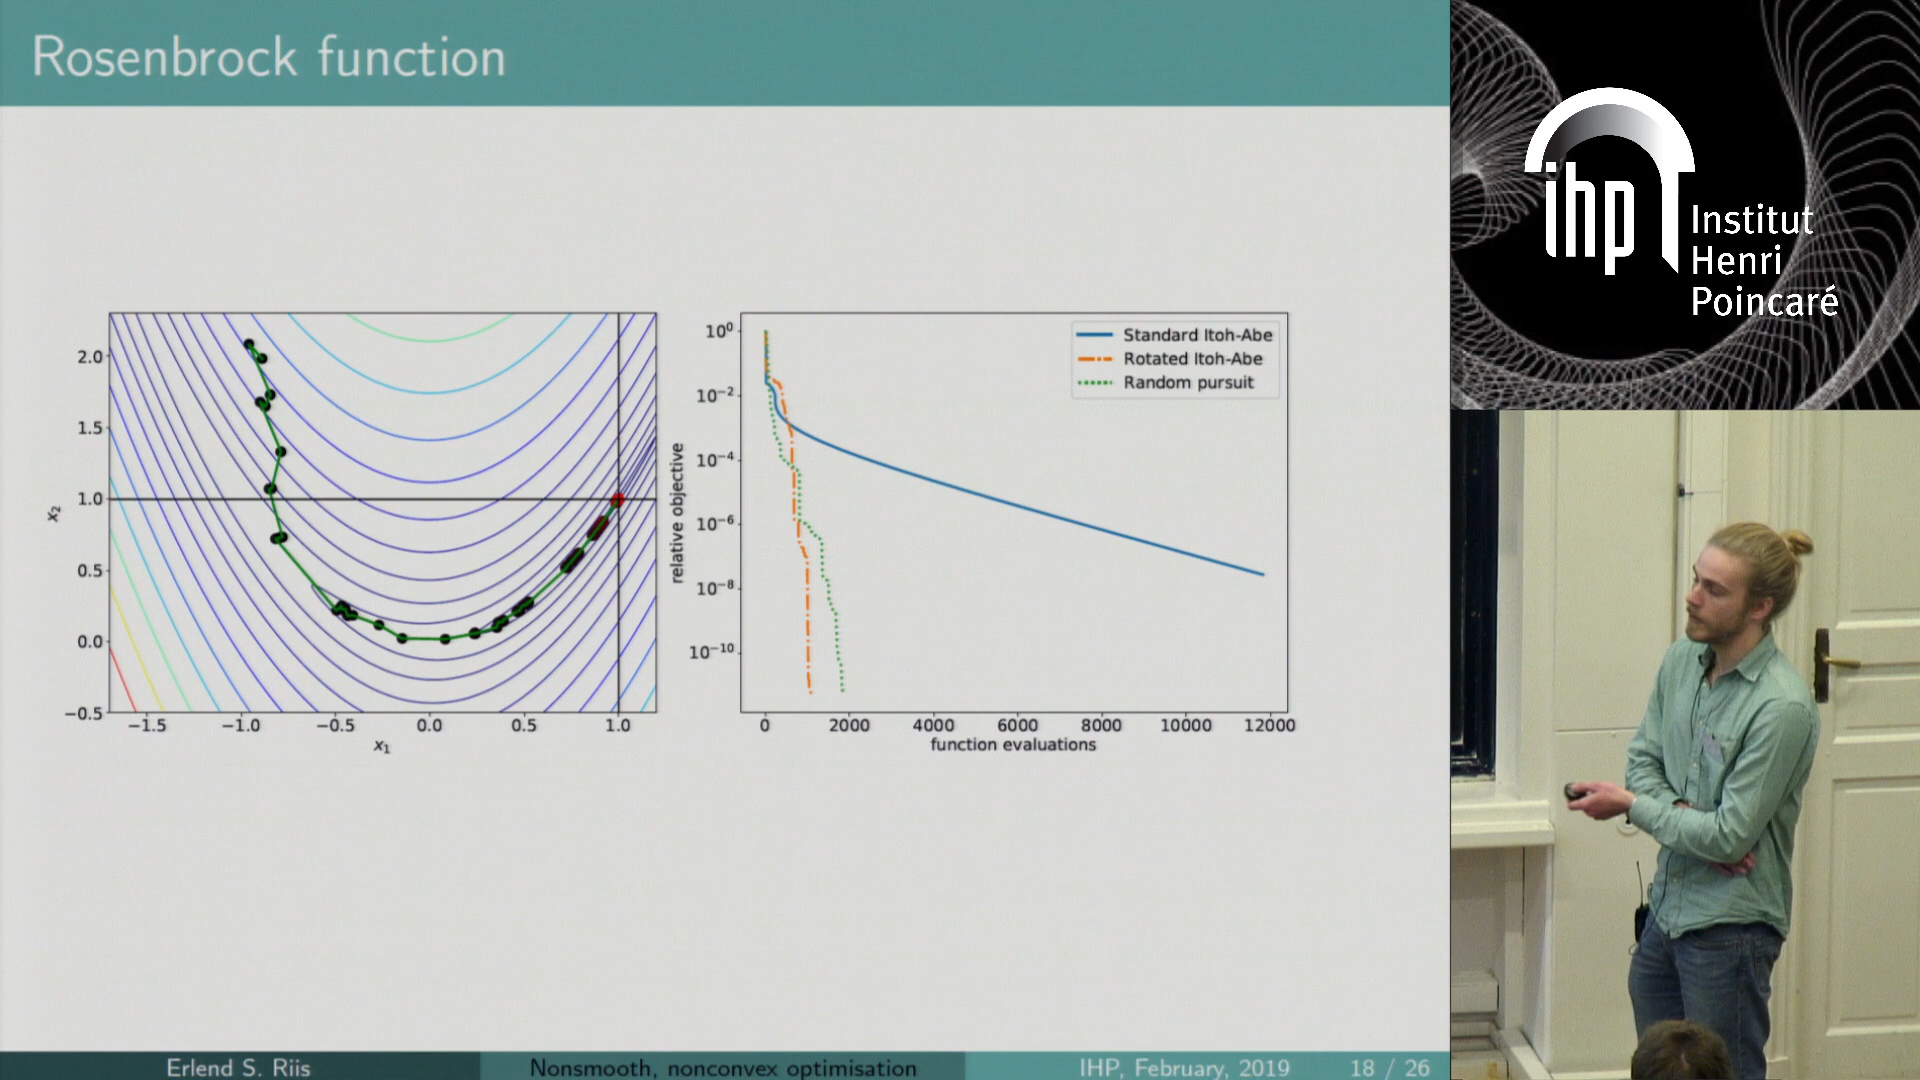 Rosenbrock function
2.0
1.5
1.0
0.5
0.0
−0.5
x₂
−1.5 −1.0 −0.5 0.0 0.5 1.0
x₁
10⁰
10⁻²
10⁻⁴
10⁻⁶
10⁻⁸
10⁻¹⁰
relative objective
Standard Itoh-Abe
Rotated Itoh-Abe
Random pursuit
0 2000 4000 6000 8000 10000 12000
function evaluations
Erlend S. Riis Nonsmooth, nonconvex optimisation IHP, February, 2019 18 / 26
ihp
Institut
Henri
Poincaré